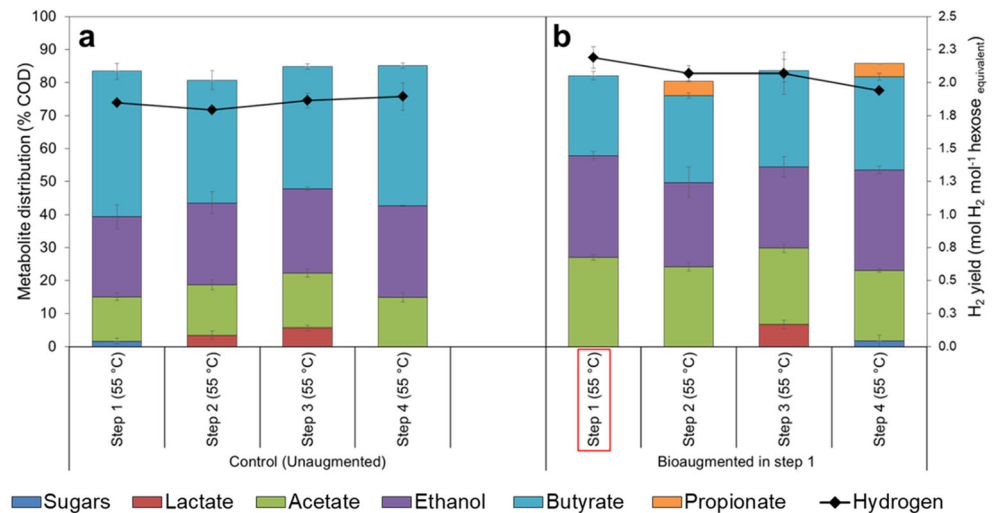 a
b
Metabolite distribution (% COD)
100
90
80
70
60
50
40
30
20
10
0
2.5
2.3
2.0
1.8
1.5
1.3
1.0
0.8
0.5
0.3
0.0
H2 yield (mol H2 mol-1 hexose equivalent)
Step 1 (55 °C)
Step 2 (55 °C)
Step 3 (55 °C)
Step 4 (55 °C)
Step 1 (55 °C)
Step 2 (55 °C)
Step 3 (55 °C)
Step 4 (55 °C)
Control (Unaugmented)
Bioaugmented in step 1
Sugars Lactate Acetate Ethanol Butyrate Propionate Hydrogen